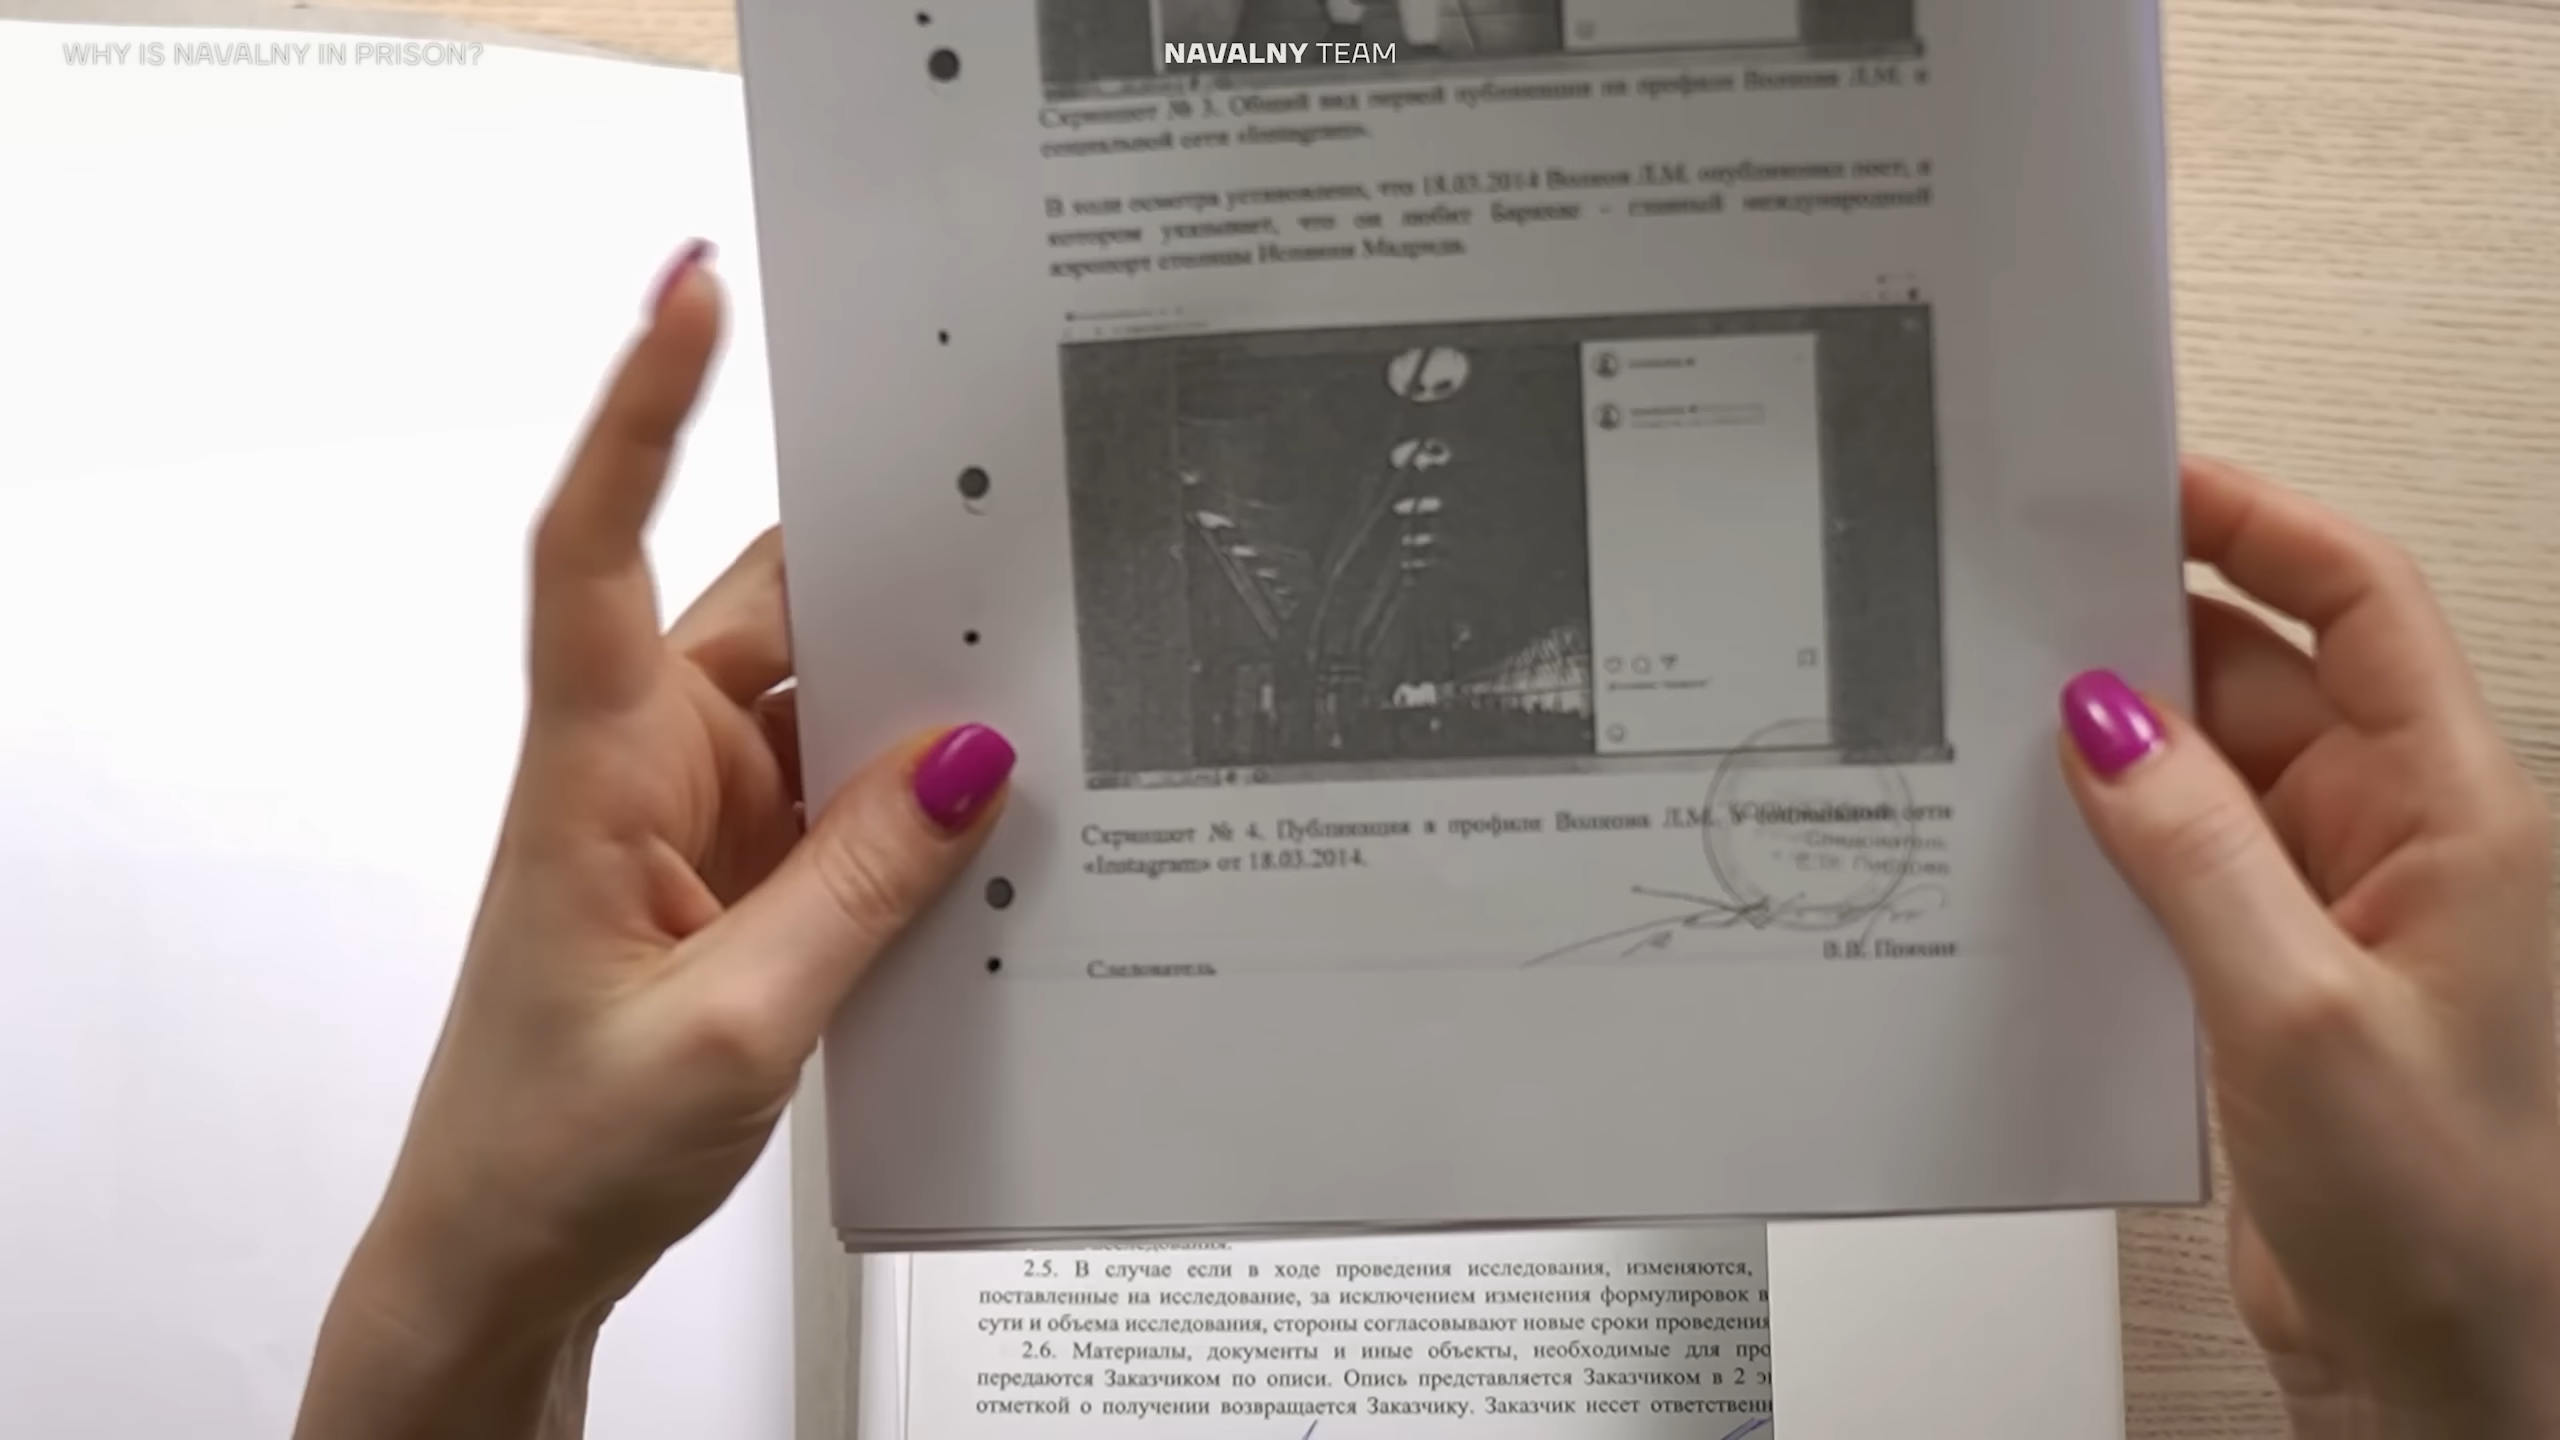 WHY IS NAVALNY IN PRISON?
NAVALNY TEAM
Скриншот № 3. Общий вид первой публикации на профиле Волкова Л.М. в
социальной сети «Instagram».
В ходе осмотра установлено, что 18.03.2014 Волков Л.М. опубликовал пост, в
котором указывает, что он любит Барахас - главный международный
аэропорт столицы Испании Мадрида.
Скриншот № 4. Публикация в профиле Волкова Л.М. У социальной сети
«Instagram» от 18.03.2014.
Следователь
исследования.
2.5. В случае если в ходе проведения исследования, изменяются,
поставленные на исследование, за исключением изменения формулировок в
сути и объема исследования, стороны согласовывают новые сроки проведения
2.6. Материалы, документы и иные объекты, необходимые для про
передаются Заказчиком по описи. Опись представляется Заказчиком в 2 э
отметкой о получении возвращается Заказчику. Заказчик несет ответственн